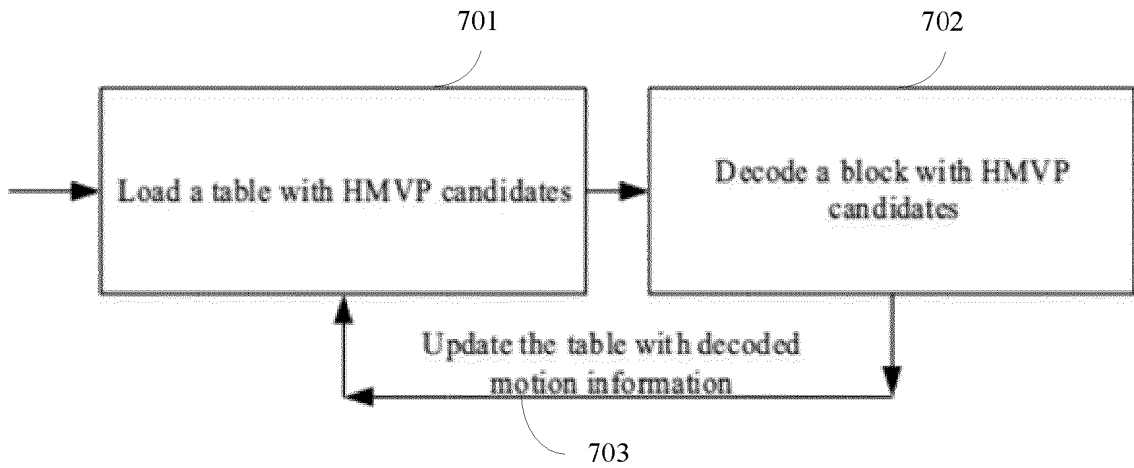 701
702
Load a table with HMVP candidates
Decode a block with HMVP
candidates
Update the table with decoded
motion information
703